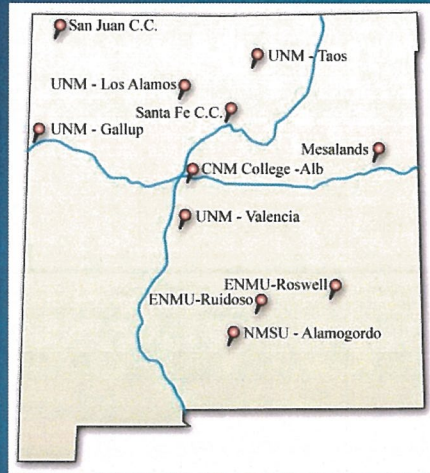 San Juan C.C.
UNM - Taos
UNM - Los Alamos
Santa Fe C.C.
UNM - Gallup
Mesalands
CNM College -Alb
UNM - Valencia
ENMU-Roswell
ENMU-Ruidoso
NMSU - Alamogordo